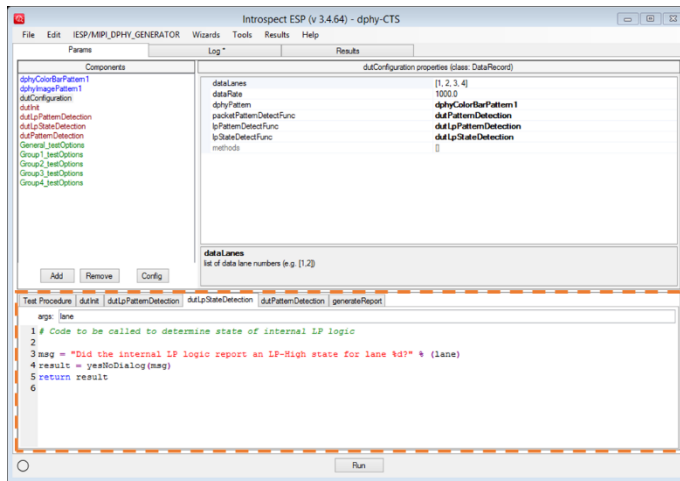 Introspect ESP (v 3.4.64) - dphy-CTS
File Edit IESP/MIPI_DPHY_GENERATOR Wizards Tools Results Help
Params Log * Results
Components
dphyColorBarPattern1
dphyImagePattern1
dutConfiguration
dutInit
dutLpPatternDetection
dutLpStateDetection
dutPatternDetection
General_testOptions
Group1_testOptions
Group2_testOptions
Group3_testOptions
Group4_testOptions
Add Remove Config
dutConfiguration properties (class: DataRecord)
dataLanes [1, 2, 3, 4]
dataRate 1000.0
dphyPattern dphyColorBarPattern1
packetPatternDetectFunc dutPatternDetection
lpPatternDetectFunc dutLpPatternDetection
lpStateDetectFunc dutLpStateDetection
methods []
dataLanes
list of data lane numbers (e.g. [1,2])
Test Procedure dutInit dutLpPatternDetection dutLpStateDetection dutPatternDetection generateReport
args: lane
1 # Code to be called to determine state of internal LP logic
2
3 msg = "Did the internal LP logic report an LP-High state for lane %d?" % (lane)
4 result = yesNoDialog(msg)
5 return result
6
Run